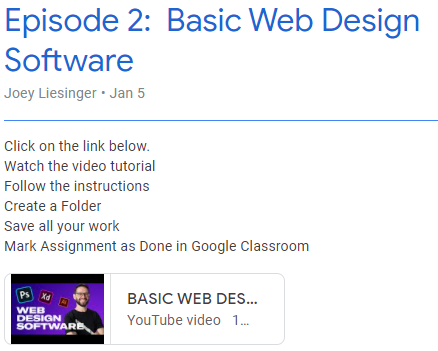 Episode 2:  Basic Web Design
Software
Joey Liesinger • Jan 5
Click on the link below.
Watch the video tutorial
Follow the instructions
Create a Folder
Save all your work
Mark Assignment as Done in Google Classroom
Ps Xd
WEB
DESIGN
SOFTWARE
BASIC WEB DES...
YouTube video   1...